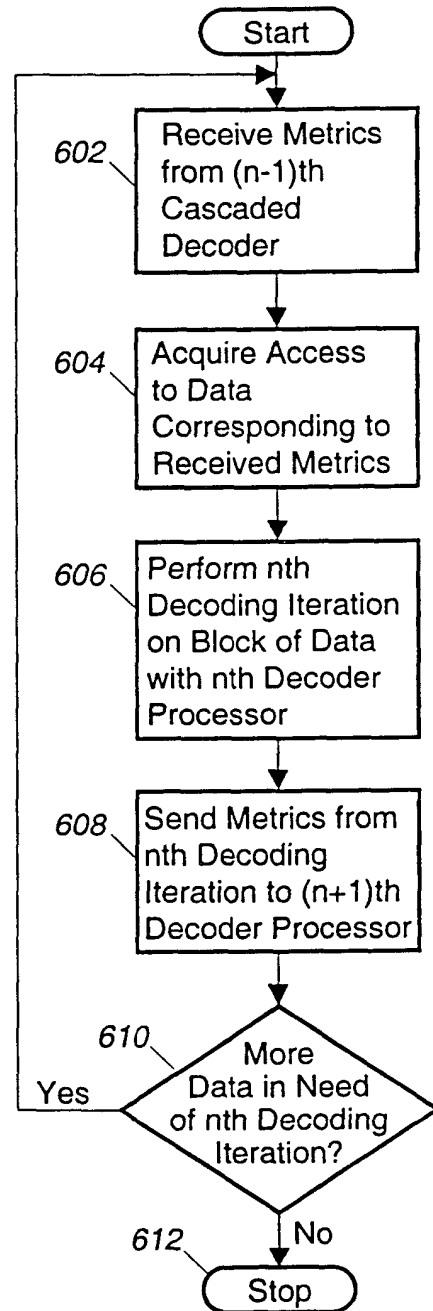 Start
602
Receive Metrics
from (n-1)th
Cascaded
Decoder
604
Acquire Access
to Data
Corresponding to
Received Metrics
606
Perform nth
Decoding Iteration
on Block of Data
with nth Decoder
Processor
608
Send Metrics from
nth Decoding
Iteration to (n+1)th
Decoder Processor
610
More
Data in Need
of nth Decoding
Iteration?
Yes
No
612
Stop